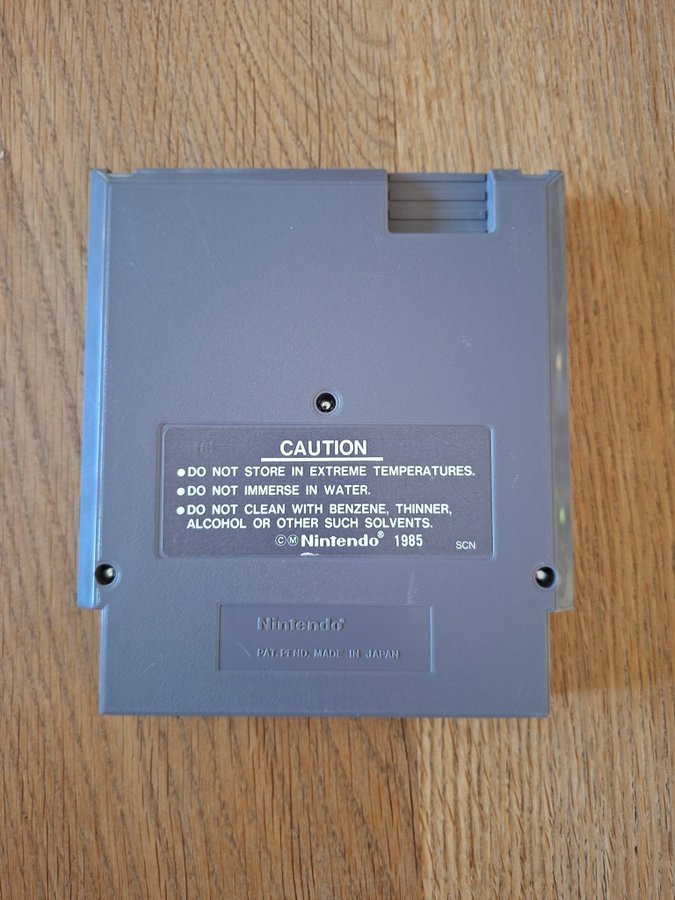 CAUTION
●DO NOT STORE IN EXTREME TEMPERATURES.
●DO NOT IMMERSE IN WATER.
●DO NOT CLEAN WITH BENZENE, THINNER,
ALCOHOL OR OTHER SUCH SOLVENTS.
©Ⓜ Nintendo® 1985
SCN
Nintendo®
PAT. PEND. MADE IN JAPAN